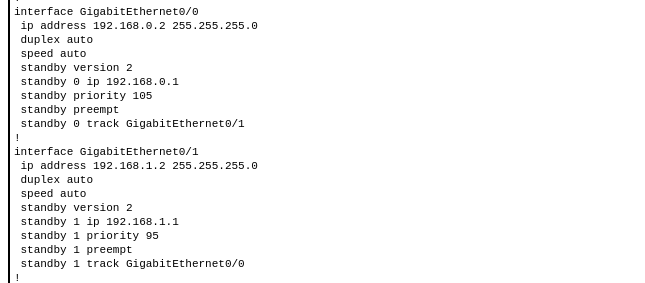 interface GigabitEthernet0/0
ip address 192.168.0.2 255.255.255.0
duplex auto
speed auto
standby version 2
standby 0 ip 192.168.0.1
standby priority 105
standby preempt
standby 0 track GigabitEthernet0/1
!
interface GigabitEthernet0/1
ip address 192.168.1.2 255.255.255.0
duplex auto
speed auto
standby version 2
standby 1 ip 192.168.1.1
standby 1 priority 95
standby 1 preempt
standby 1 track GigabitEthernet0/0
!